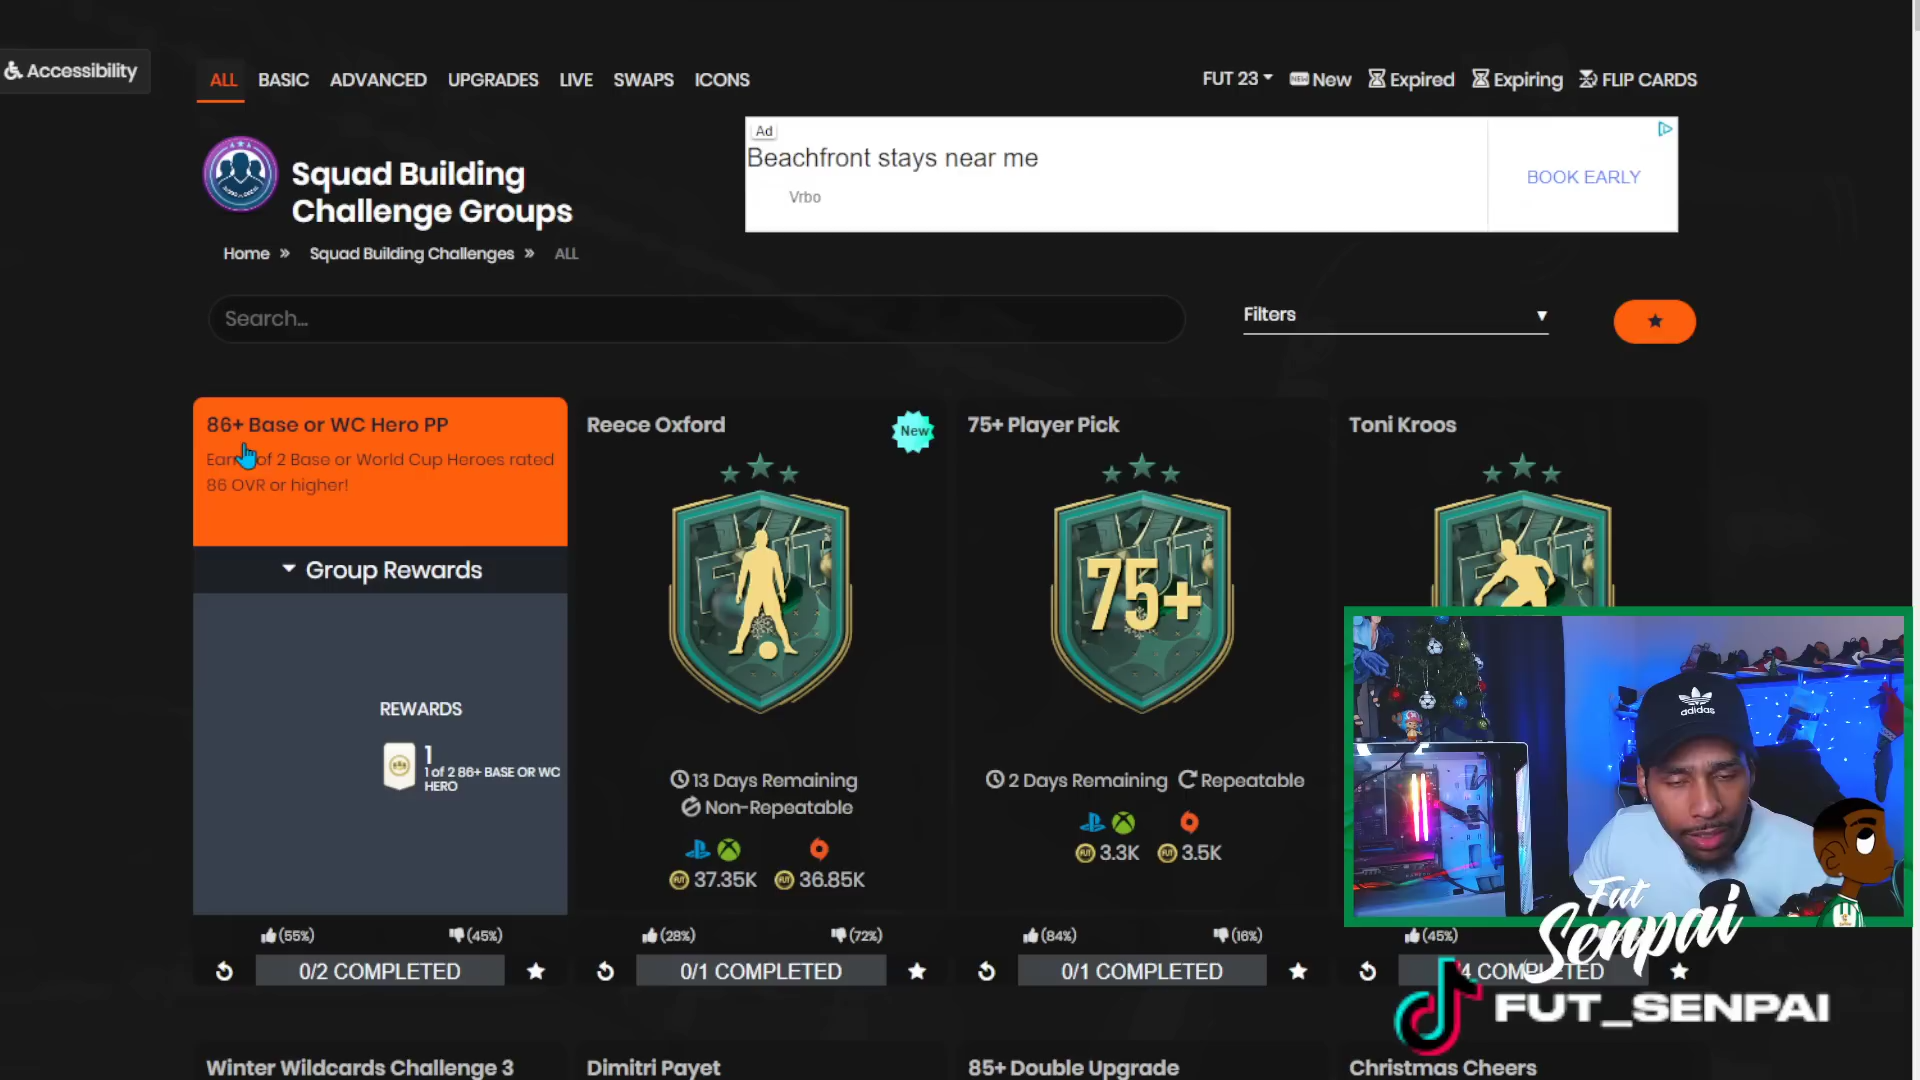 Accessibility
ALL BASIC ADVANCED UPGRADES LIVE SWAPS ICONS
FUT 23 New Expired Expiring FLIP CARDS
Squad Building
Challenge Groups
Ad
Beachfront stays near me
Vrbo
BOOK EARLY
Home » Squad Building Challenges » ALL
Search...
Filters
86+ Base or WC Hero PP
Earn of 2 Base or World Cup Heroes rated
86 OVR or higher!
Group Rewards
REWARDS
1
1 of 2 86+ BASE OR WC
HERO
(55%) (45%)
0/2 COMPLETED
Reece Oxford
New
13 Days Remaining
Non-Repeatable
37.35K 36.85K
(28%) (72%)
0/1 COMPLETED
75+ Player Pick
75+
2 Days Remaining Repeatable
3.3K 3.5K
(84%) (16%)
0/1 COMPLETED
Toni Kroos
(45%)
4 COMPLETED
adidas
Fut
Senpai
FUT_SENPAI
Winter Wildcards Challenge 3
Dimitri Payet
85+ Double Upgrade
Christmas Cheers